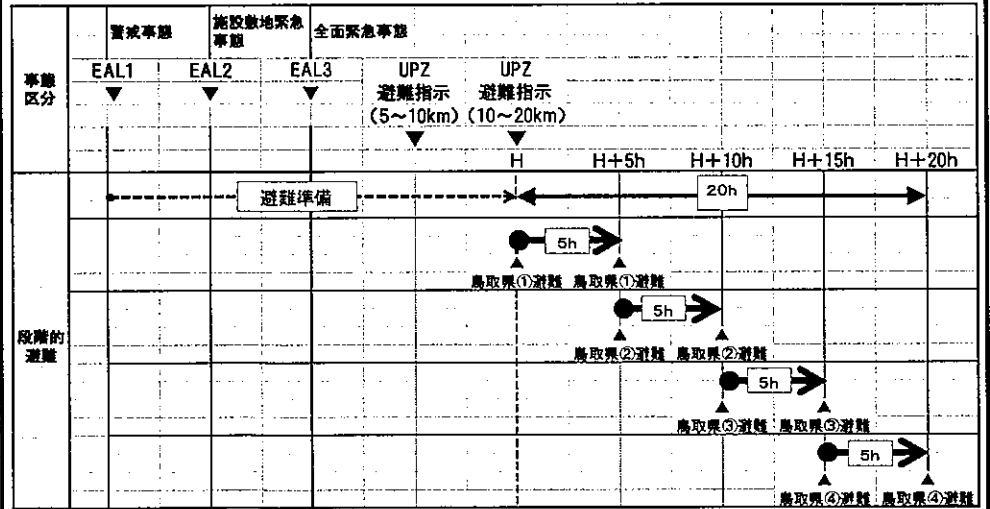 警戒事態
施設敷地緊急
事態
全面緊急事態
事態
区分
EAL1
EAL2
EAL3
UPZ
避難指示
(5～10km)
UPZ
避難指示
(10～20km)
H
H+5h
H+10h
H+15h
H+20h
段階的
避難
避難準備
20h
5h
鳥取県①避難 鳥取県①避難
5h
鳥取県②避難 鳥取県②避難
5h
鳥取県③避難 鳥取県③避難
5h
鳥取県④避難 鳥取県④避難